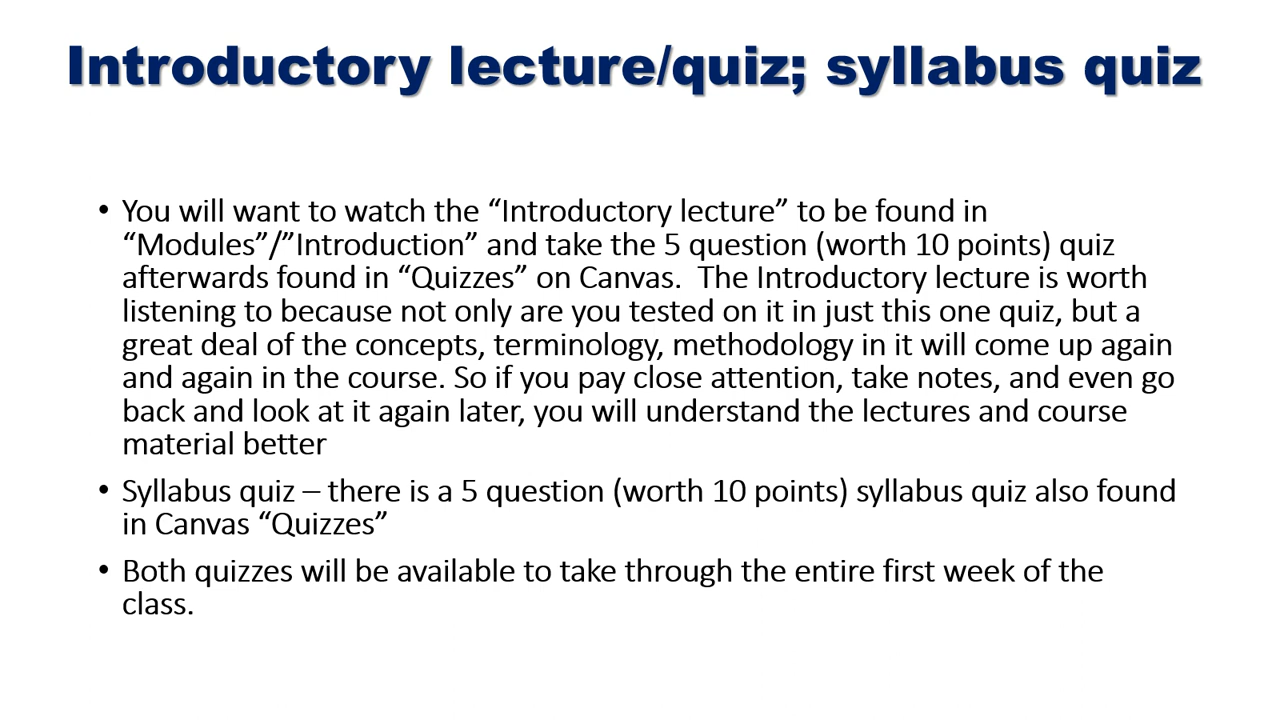 Introductory lecture/quiz; syllabus quiz
• You will want to watch the “Introductory lecture” to be found in
“Modules”/”Introduction” and take the 5 question (worth 10 points) quiz
afterwards found in “Quizzes” on Canvas.  The Introductory lecture is worth
listening to because not only are you tested on it in just this one quiz, but a
great deal of the concepts, terminology, methodology in it will come up again
and again in the course. So if you pay close attention, take notes, and even go
back and look at it again later, you will understand the lectures and course
material better
• Syllabus quiz – there is a 5 question (worth 10 points) syllabus quiz also found
in Canvas “Quizzes”
• Both quizzes will be available to take through the entire first week of the
class.